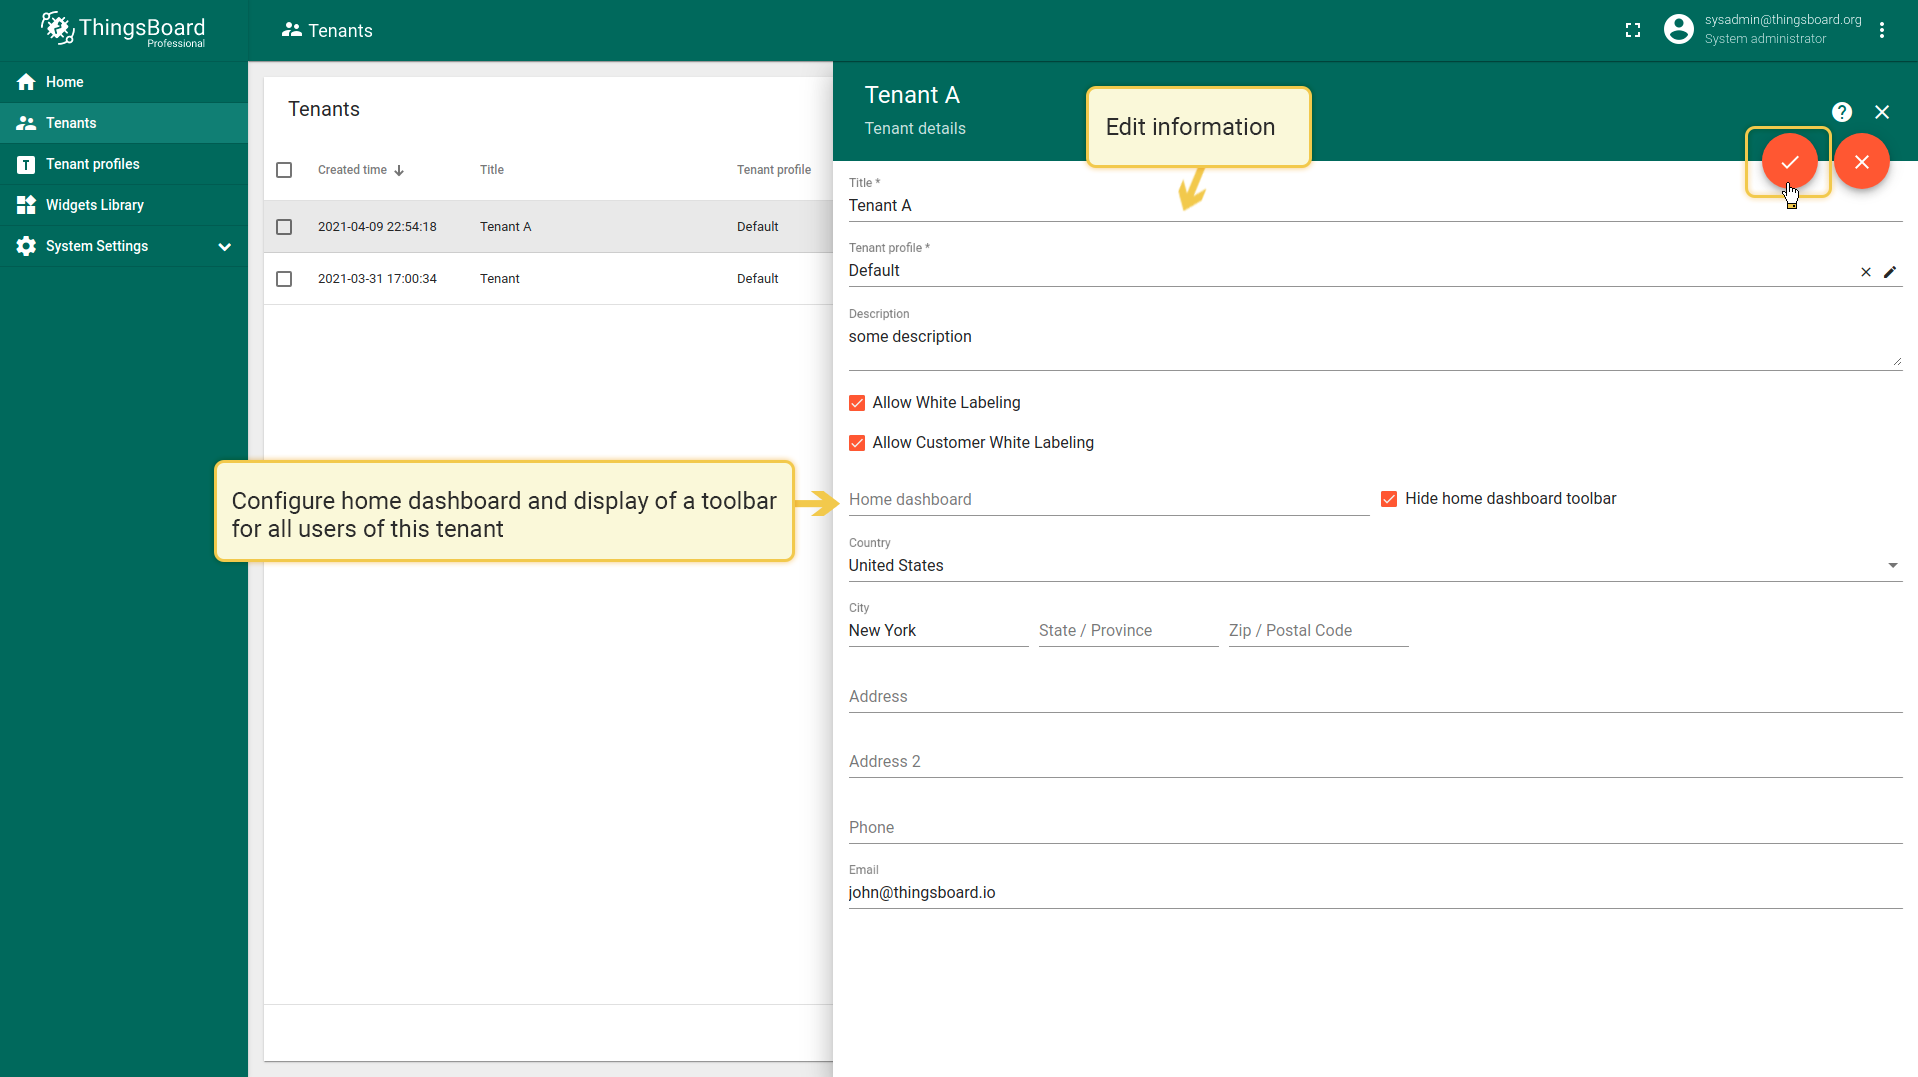 ThingsBoard
Professional
Tenants
sysadmin@thingsboard.org
System administrator
Home
Tenants
Tenant profiles
Widgets Library
System Settings
Tenants
Created time
Title
Tenant profile
2021-04-09 22:54:18
Tenant A
Default
2021-03-31 17:00:34
Tenant
Default
Tenant A
Tenant details
Edit information
Title *
Tenant A
Tenant profile *
Default
Description
some description
Allow White Labeling
Allow Customer White Labeling
Configure home dashboard and display of a toolbar
for all users of this tenant
Home dashboard
Hide home dashboard toolbar
Country
United States
City
New York
State / Province
Zip / Postal Code
Address
Address 2
Phone
Email
john@thingsboard.io